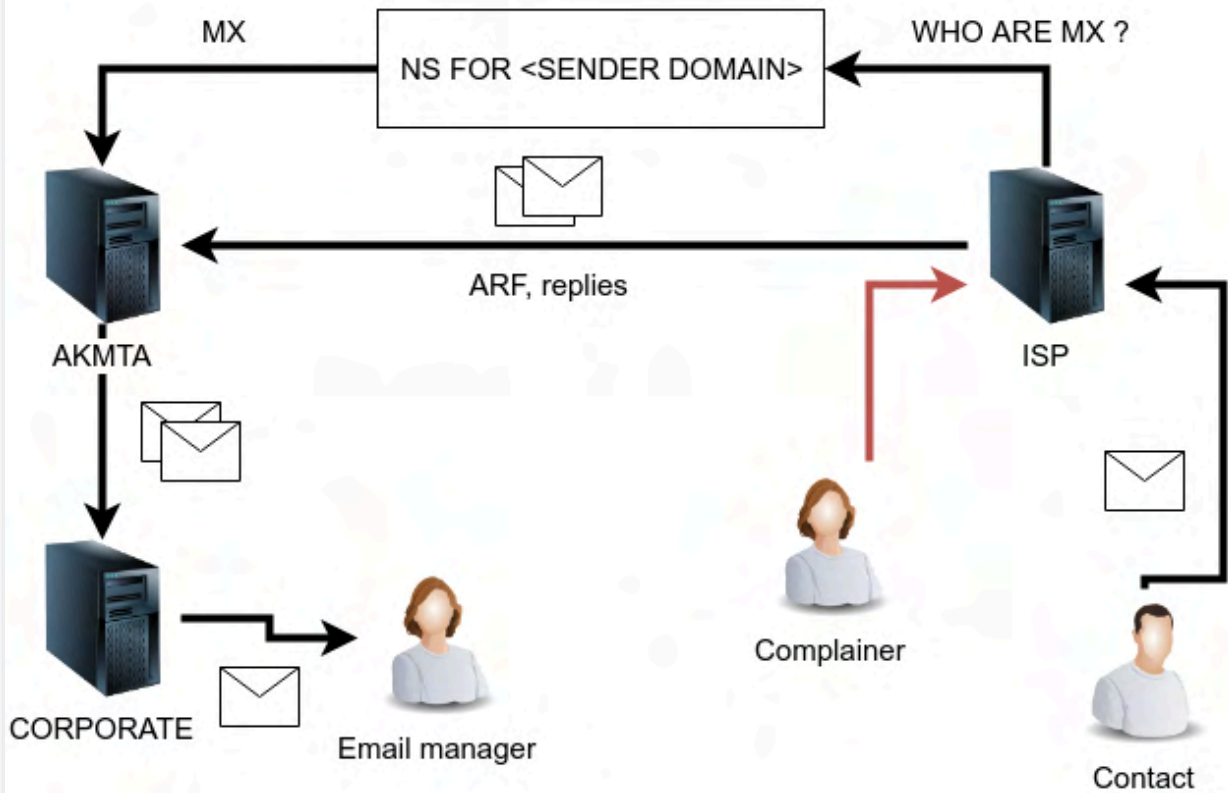 MX
WHO ARE MX ?
NS FOR <SENDER DOMAIN>
ARF, replies
AKMTA
ISP
Complainer
CORPORATE
Email manager
Contact